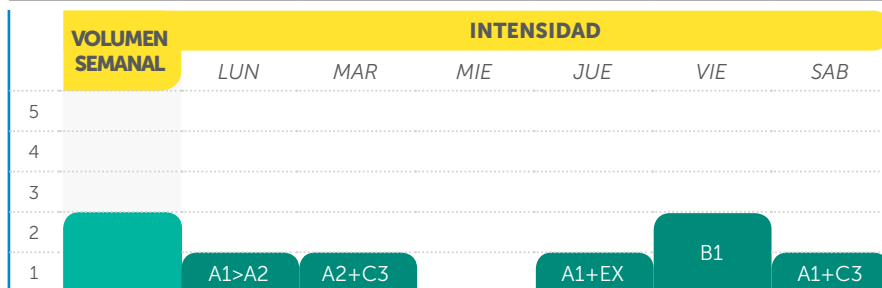 VOLUMEN
SEMANAL
INTENSIDAD
LUN MAR MIE JUE VIE SAB
5
4
3
2
B1
1 A1>A2 A2+C3 A1+EX A1+C3